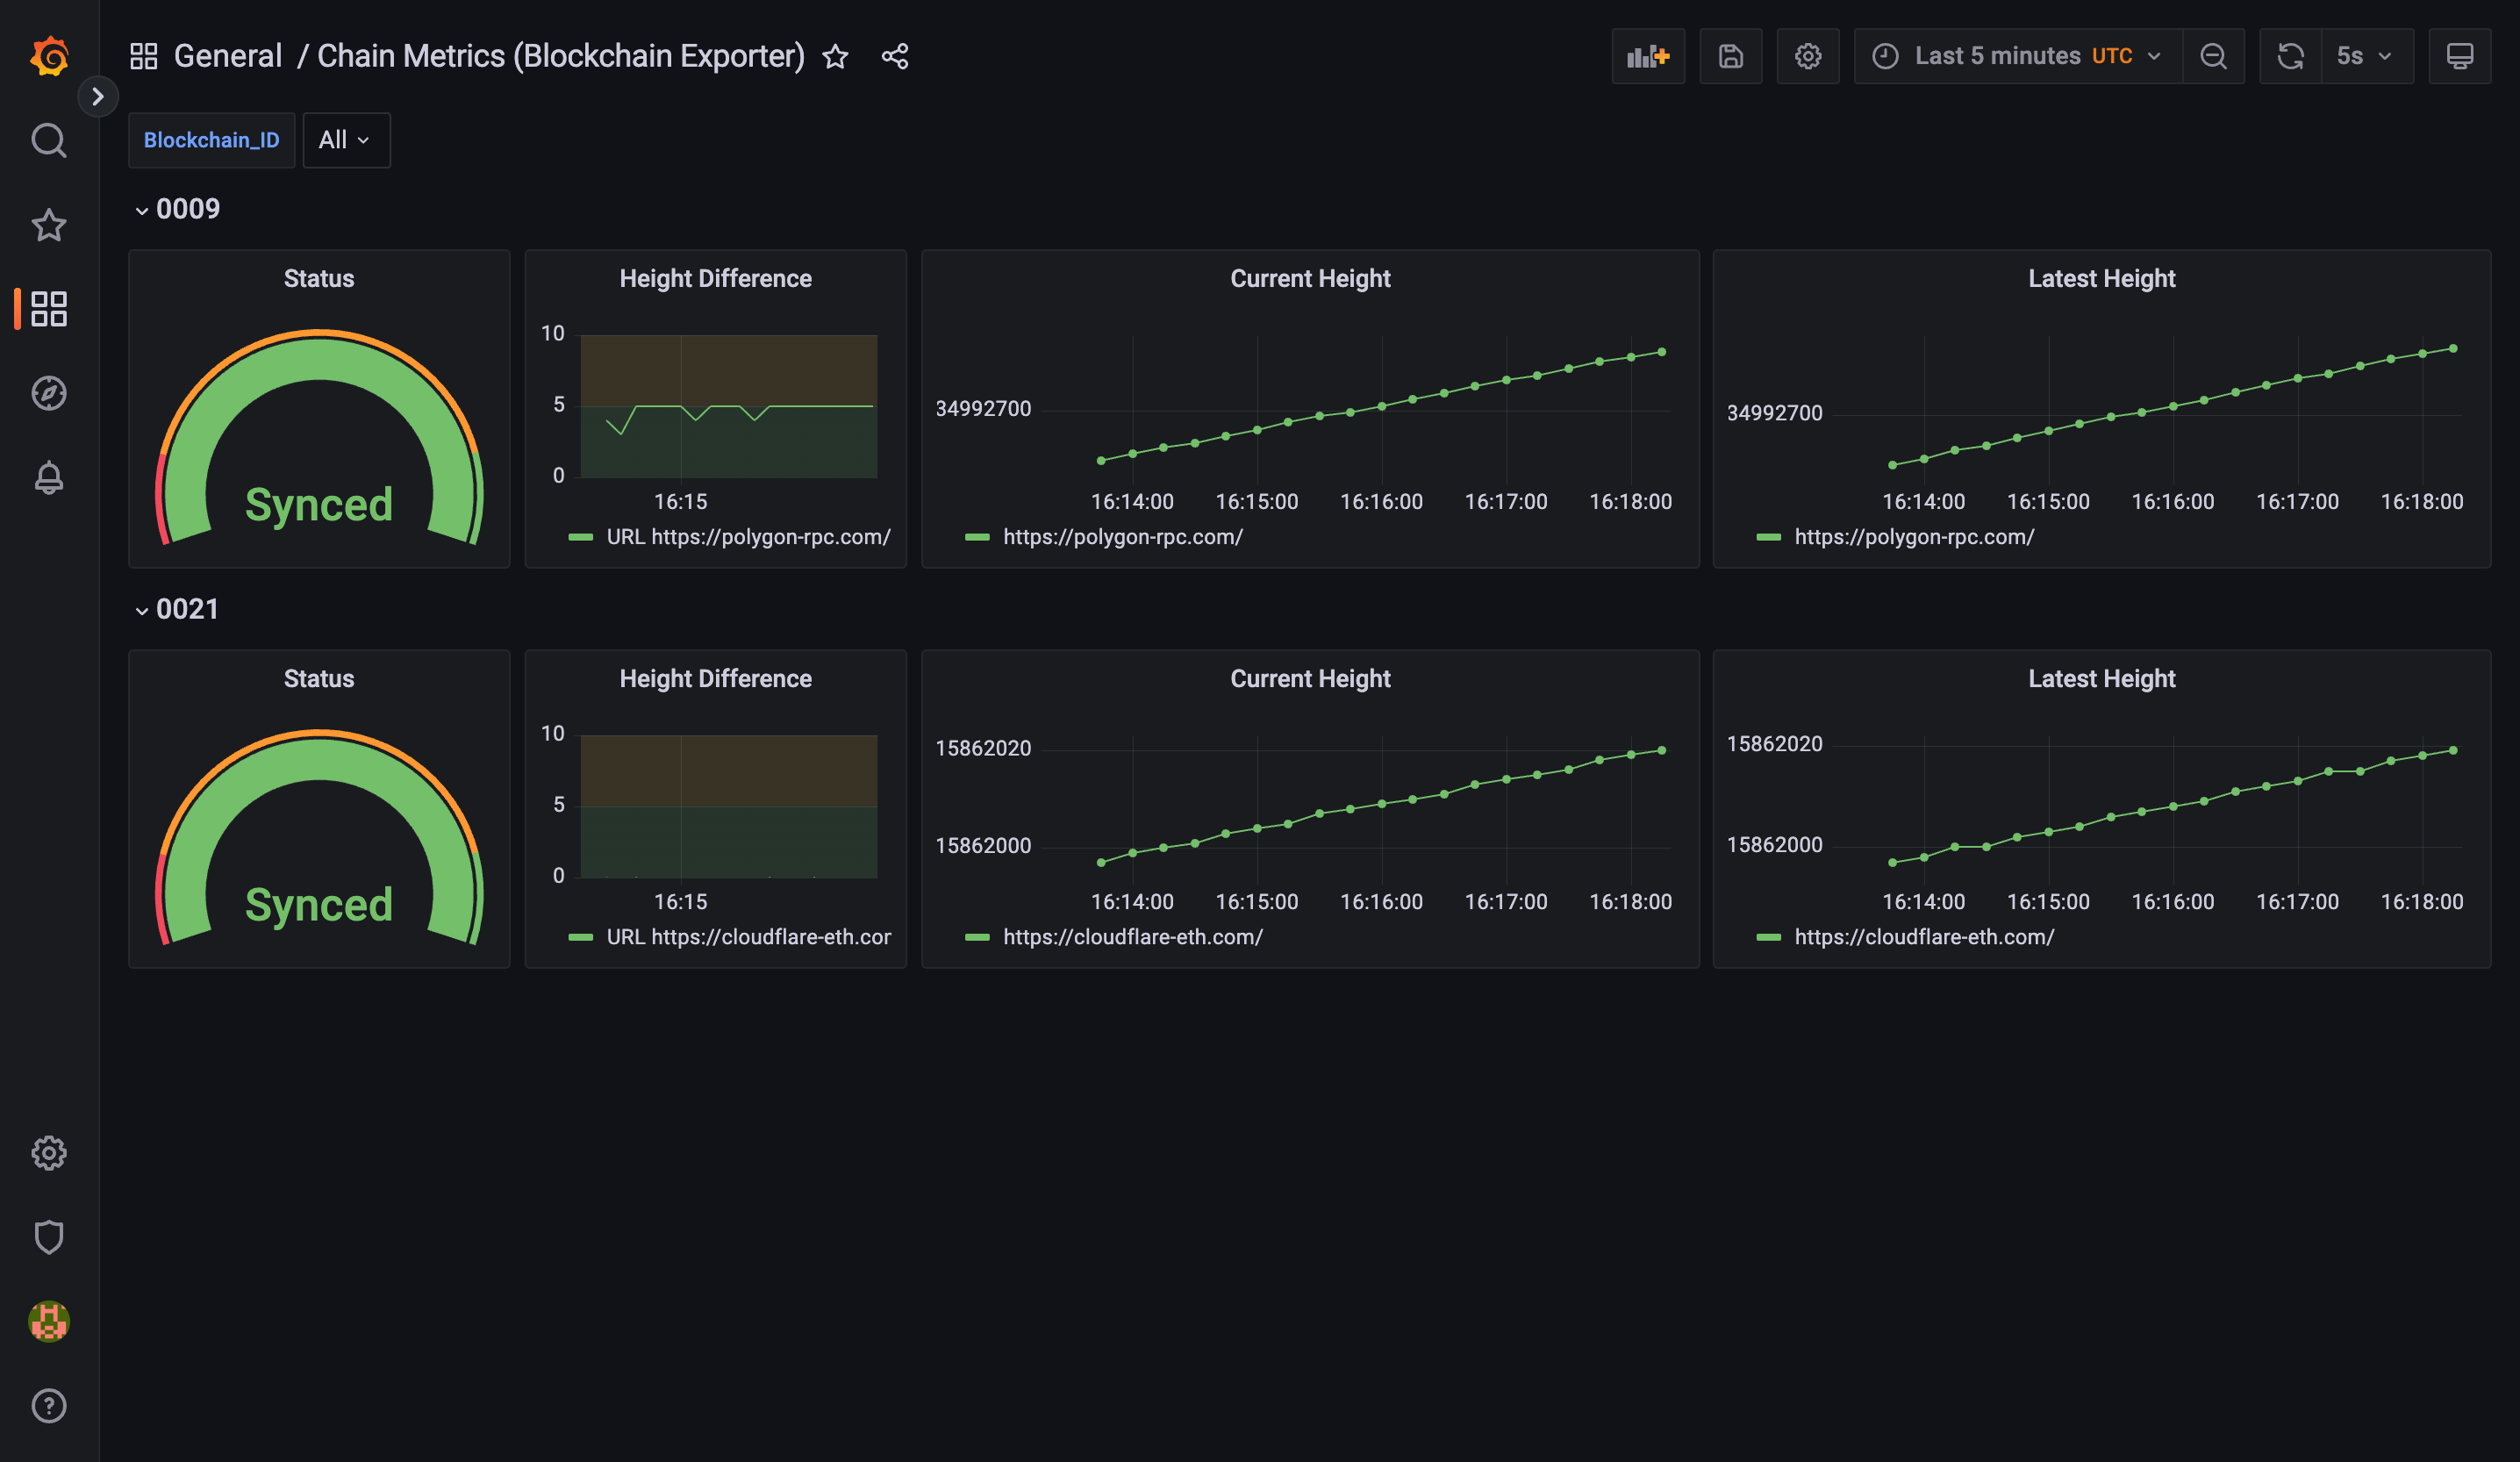 General / Chain Metrics (Blockchain Exporter)
Last 5 minutes UTC
5s
Blockchain_ID
All
0009
Status
Synced
Height Difference
10
5
0
16:15
URL https://polygon-rpc.com/
Current Height
34992700
16:14:00 16:15:00 16:16:00 16:17:00 16:18:00
https://polygon-rpc.com/
Latest Height
34992700
16:14:00 16:15:00 16:16:00 16:17:00 16:18:00
https://polygon-rpc.com/
0021
Status
Synced
Height Difference
10
5
0
16:15
URL https://cloudflare-eth.cor
Current Height
15862020
15862000
16:14:00 16:15:00 16:16:00 16:17:00 16:18:00
https://cloudflare-eth.com/
Latest Height
15862020
15862000
16:14:00 16:15:00 16:16:00 16:17:00 16:18:00
https://cloudflare-eth.com/